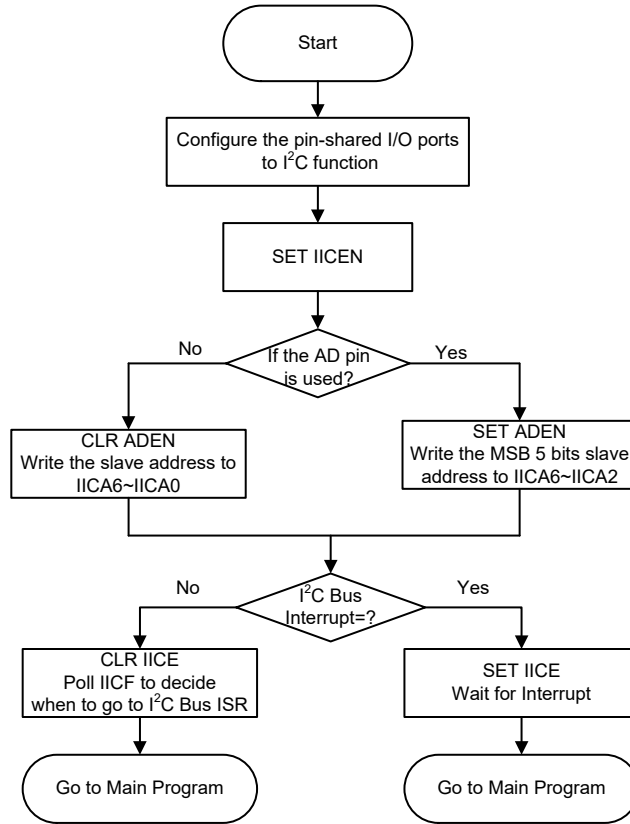 Start
Configure the pin-shared I/O ports
to I²C function
SET IICEN
If the AD pin
is used?
No
Yes
CLR ADEN
Write the slave address to
IICA6~IICA0
SET ADEN
Write the MSB 5 bits slave
address to IICA6~IICA2
I²C Bus
Interrupt=?
No
Yes
CLR IICE
Poll IICF to decide
when to go to I²C Bus ISR
SET IICE
Wait for Interrupt
Go to Main Program
Go to Main Program